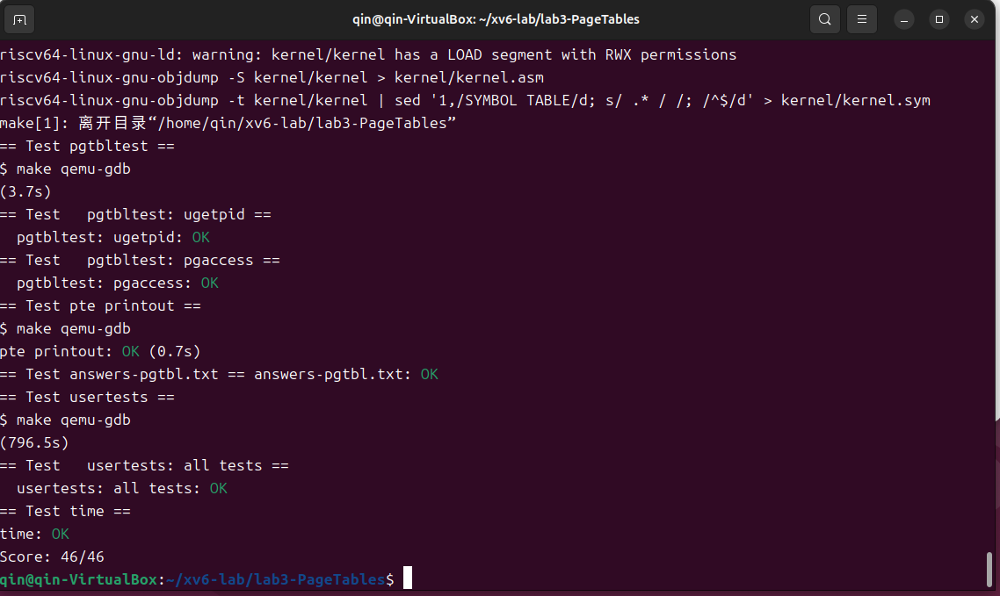 qin@qin-VirtualBox: ~/xv6-lab/lab3-PageTables
riscv64-linux-gnu-ld: warning: kernel/kernel has a LOAD segment with RWX permissions
riscv64-linux-gnu-objdump -S kernel/kernel > kernel/kernel.asm
riscv64-linux-gnu-objdump -t kernel/kernel | sed '1,/SYMBOL TABLE/d; s/ .* / /; /^$/d' > kernel/kernel.sym
make[1]: 离开目录“/home/qin/xv6-lab/lab3-PageTables”
== Test pgtbltest ==
$ make qemu-gdb
(3.7s)
== Test   pgtbltest: ugetpid ==
  pgtbltest: ugetpid: OK
== Test   pgtbltest: pgaccess ==
  pgtbltest: pgaccess: OK
== Test pte printout ==
$ make qemu-gdb
pte printout: OK (0.7s)
== Test answers-pgtbl.txt == answers-pgtbl.txt: OK
== Test usertests ==
$ make qemu-gdb
(796.5s)
== Test   usertests: all tests ==
  usertests: all tests: OK
== Test time ==
time: OK
Score: 46/46
qin@qin-VirtualBox:~/xv6-lab/lab3-PageTables$